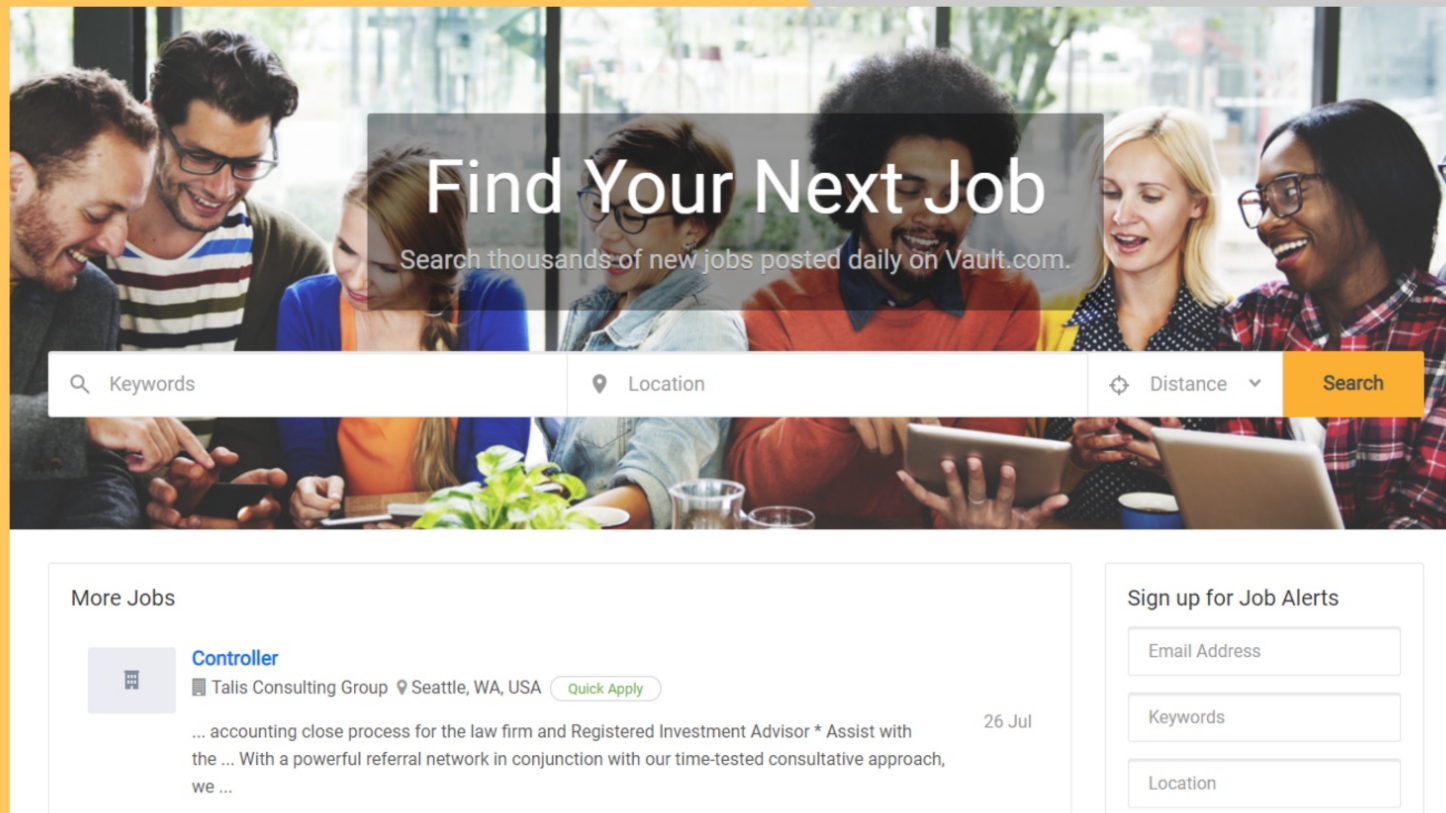 Find Your Next Job
Search thousands of new jobs posted daily on Vault.com.
Keywords
Location
Distance
Search
More Jobs
Controller
Talis Consulting Group Seattle, WA, USA Quick Apply
... accounting close process for the law firm and Registered Investment Advisor * Assist with
the ... With a powerful referral network in conjunction with our time-tested consultative approach,
we ...
26 Jul
Sign up for Job Alerts
Email Address
Keywords
Location